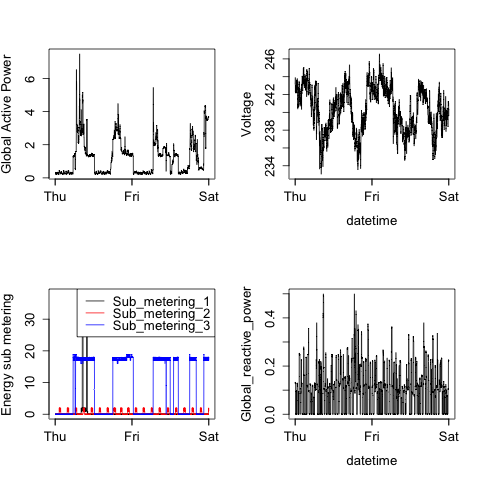 Global Active Power
0 2 4 6
Thu Fri Sat
Voltage
234 238 242 246
Thu Fri Sat
datetime
Energy sub metering
0 10 20 30
Sub_metering_1
Sub_metering_2
Sub_metering_3
Thu Fri Sat
Global_reactive_power
0.0 0.2 0.4
Thu Fri Sat
datetime